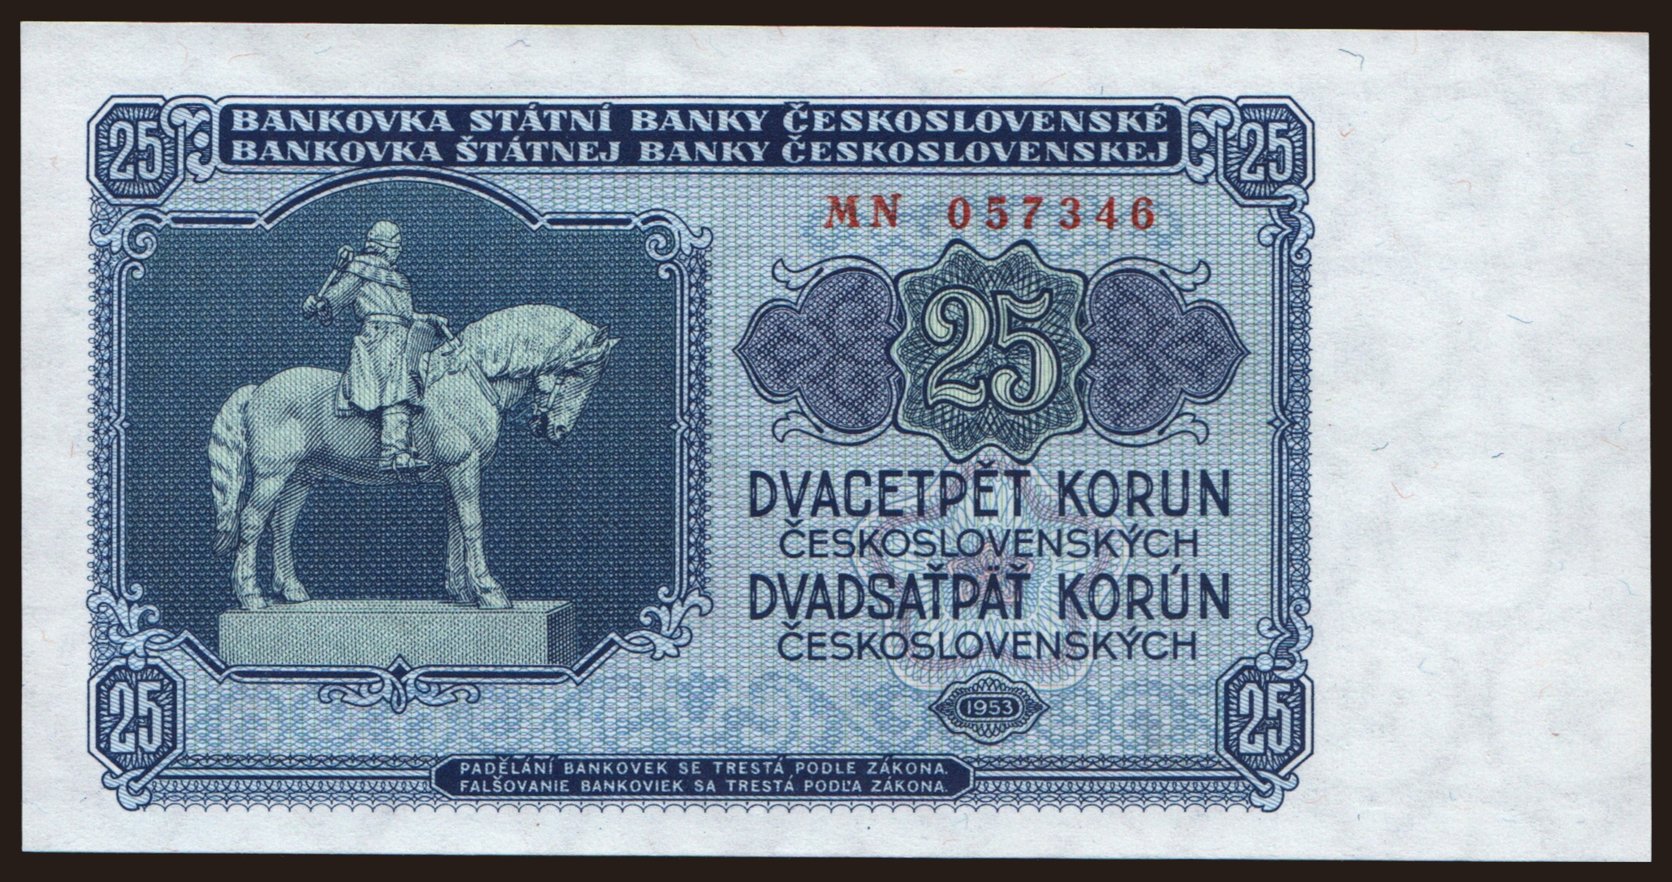 25
BANKOVKA STÁTNÍ BANKY ČESKOSLOVENSKÉ
BANKOVKA ŠTÁTNEJ BANKY ČESKOSLOVENSKEJ
25
MN 057346
25
DVACETPĚT KORUN
ČESKOSLOVENSKÝCH
DVADSAŤPÄŤ KORÚN
ČESKOSLOVENSKÝCH
1953
25
25
PADĚLÁNÍ BANKOVEK SE TRESTÁ PODLE ZÁKONA.
FALŠOVANIE BANKOVIEK SA TRESTÁ PODĽA ZÁKONA.